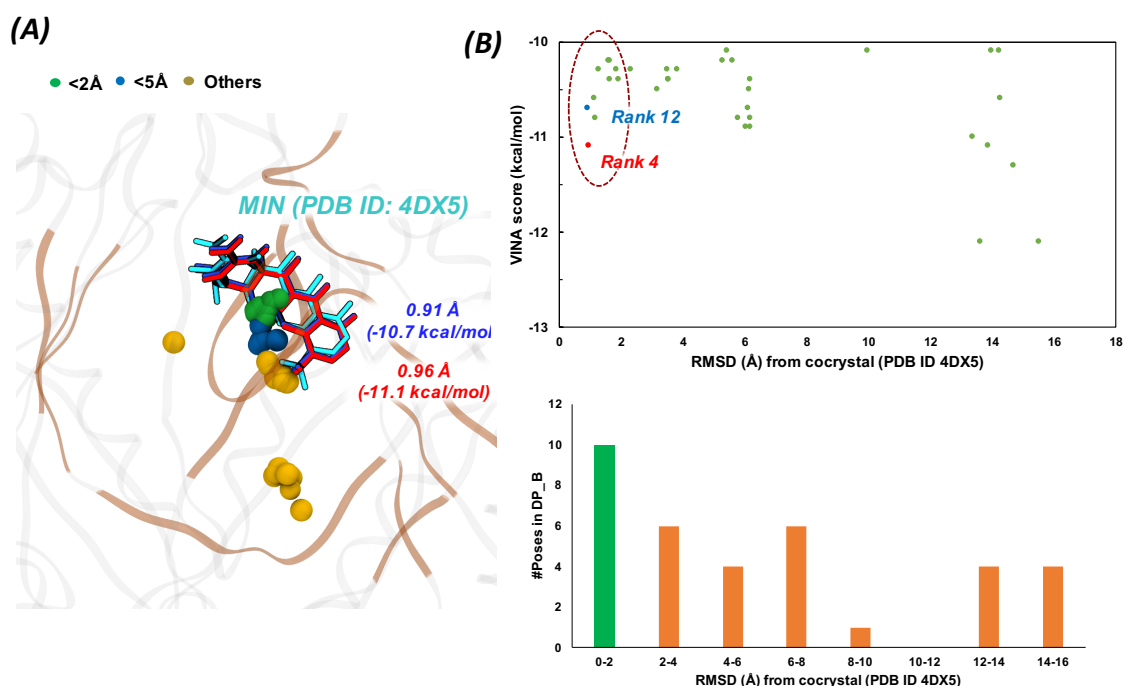 (A)
<2Å <5Å Others
MIN (PDB ID: 4DX5)
0.91 Å
(-10.7 kcal/mol
0.96 Å
(-11.1 kcal/mol)
(B)
-10
-11
-12
-13
VINA score (kcal/mol)
Rank 12
Rank 4
0 2 4 6 8 10 12 14 16 18
RMSD (Å) from cocrystal (PDB ID 4DX5)
12
10
8
6
4
2
0
#Poses in DP_B
0-2 2-4 4-6 6-8 8-10 10-12 12-14 14-16
RMSD (Å) from cocrystal (PDB ID 4DX5)